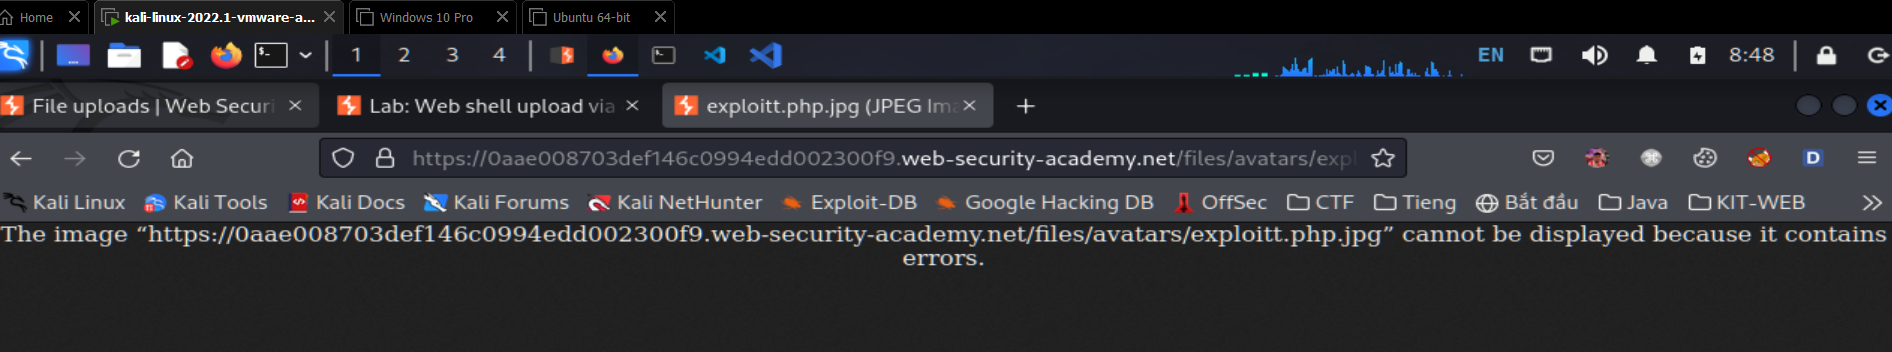 Home
kali-linux-2022.1-vmware-a...
Windows 10 Pro
Ubuntu 64-bit
1 2 3 4
EN
8:48
File uploads | Web Securi
Lab: Web shell upload via
exploitt.php.jpg (JPEG Ima
https://0aae008703def146c0994edd002300f9.web-security-academy.net/files/avatars/expl
Kali Linux
Kali Tools
Kali Docs
Kali Forums
Kali NetHunter
Exploit-DB
Google Hacking DB
OffSec
CTF
Tieng
Bắt đầu
Java
KIT-WEB
The image “https://0aae008703def146c0994edd002300f9.web-security-academy.net/files/avatars/exploitt.php.jpg” cannot be displayed because it contains
errors.